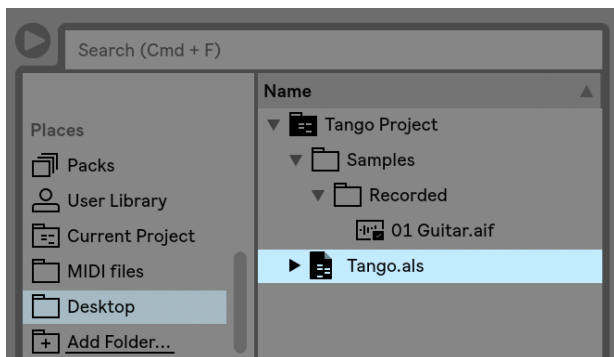 Search (Cmd + F)
Places
Packs
User Library
Current Project
MIDI files
Desktop
Add Folder...
Name
Tango Project
Samples
Recorded
01 Guitar.aif
Tango.als